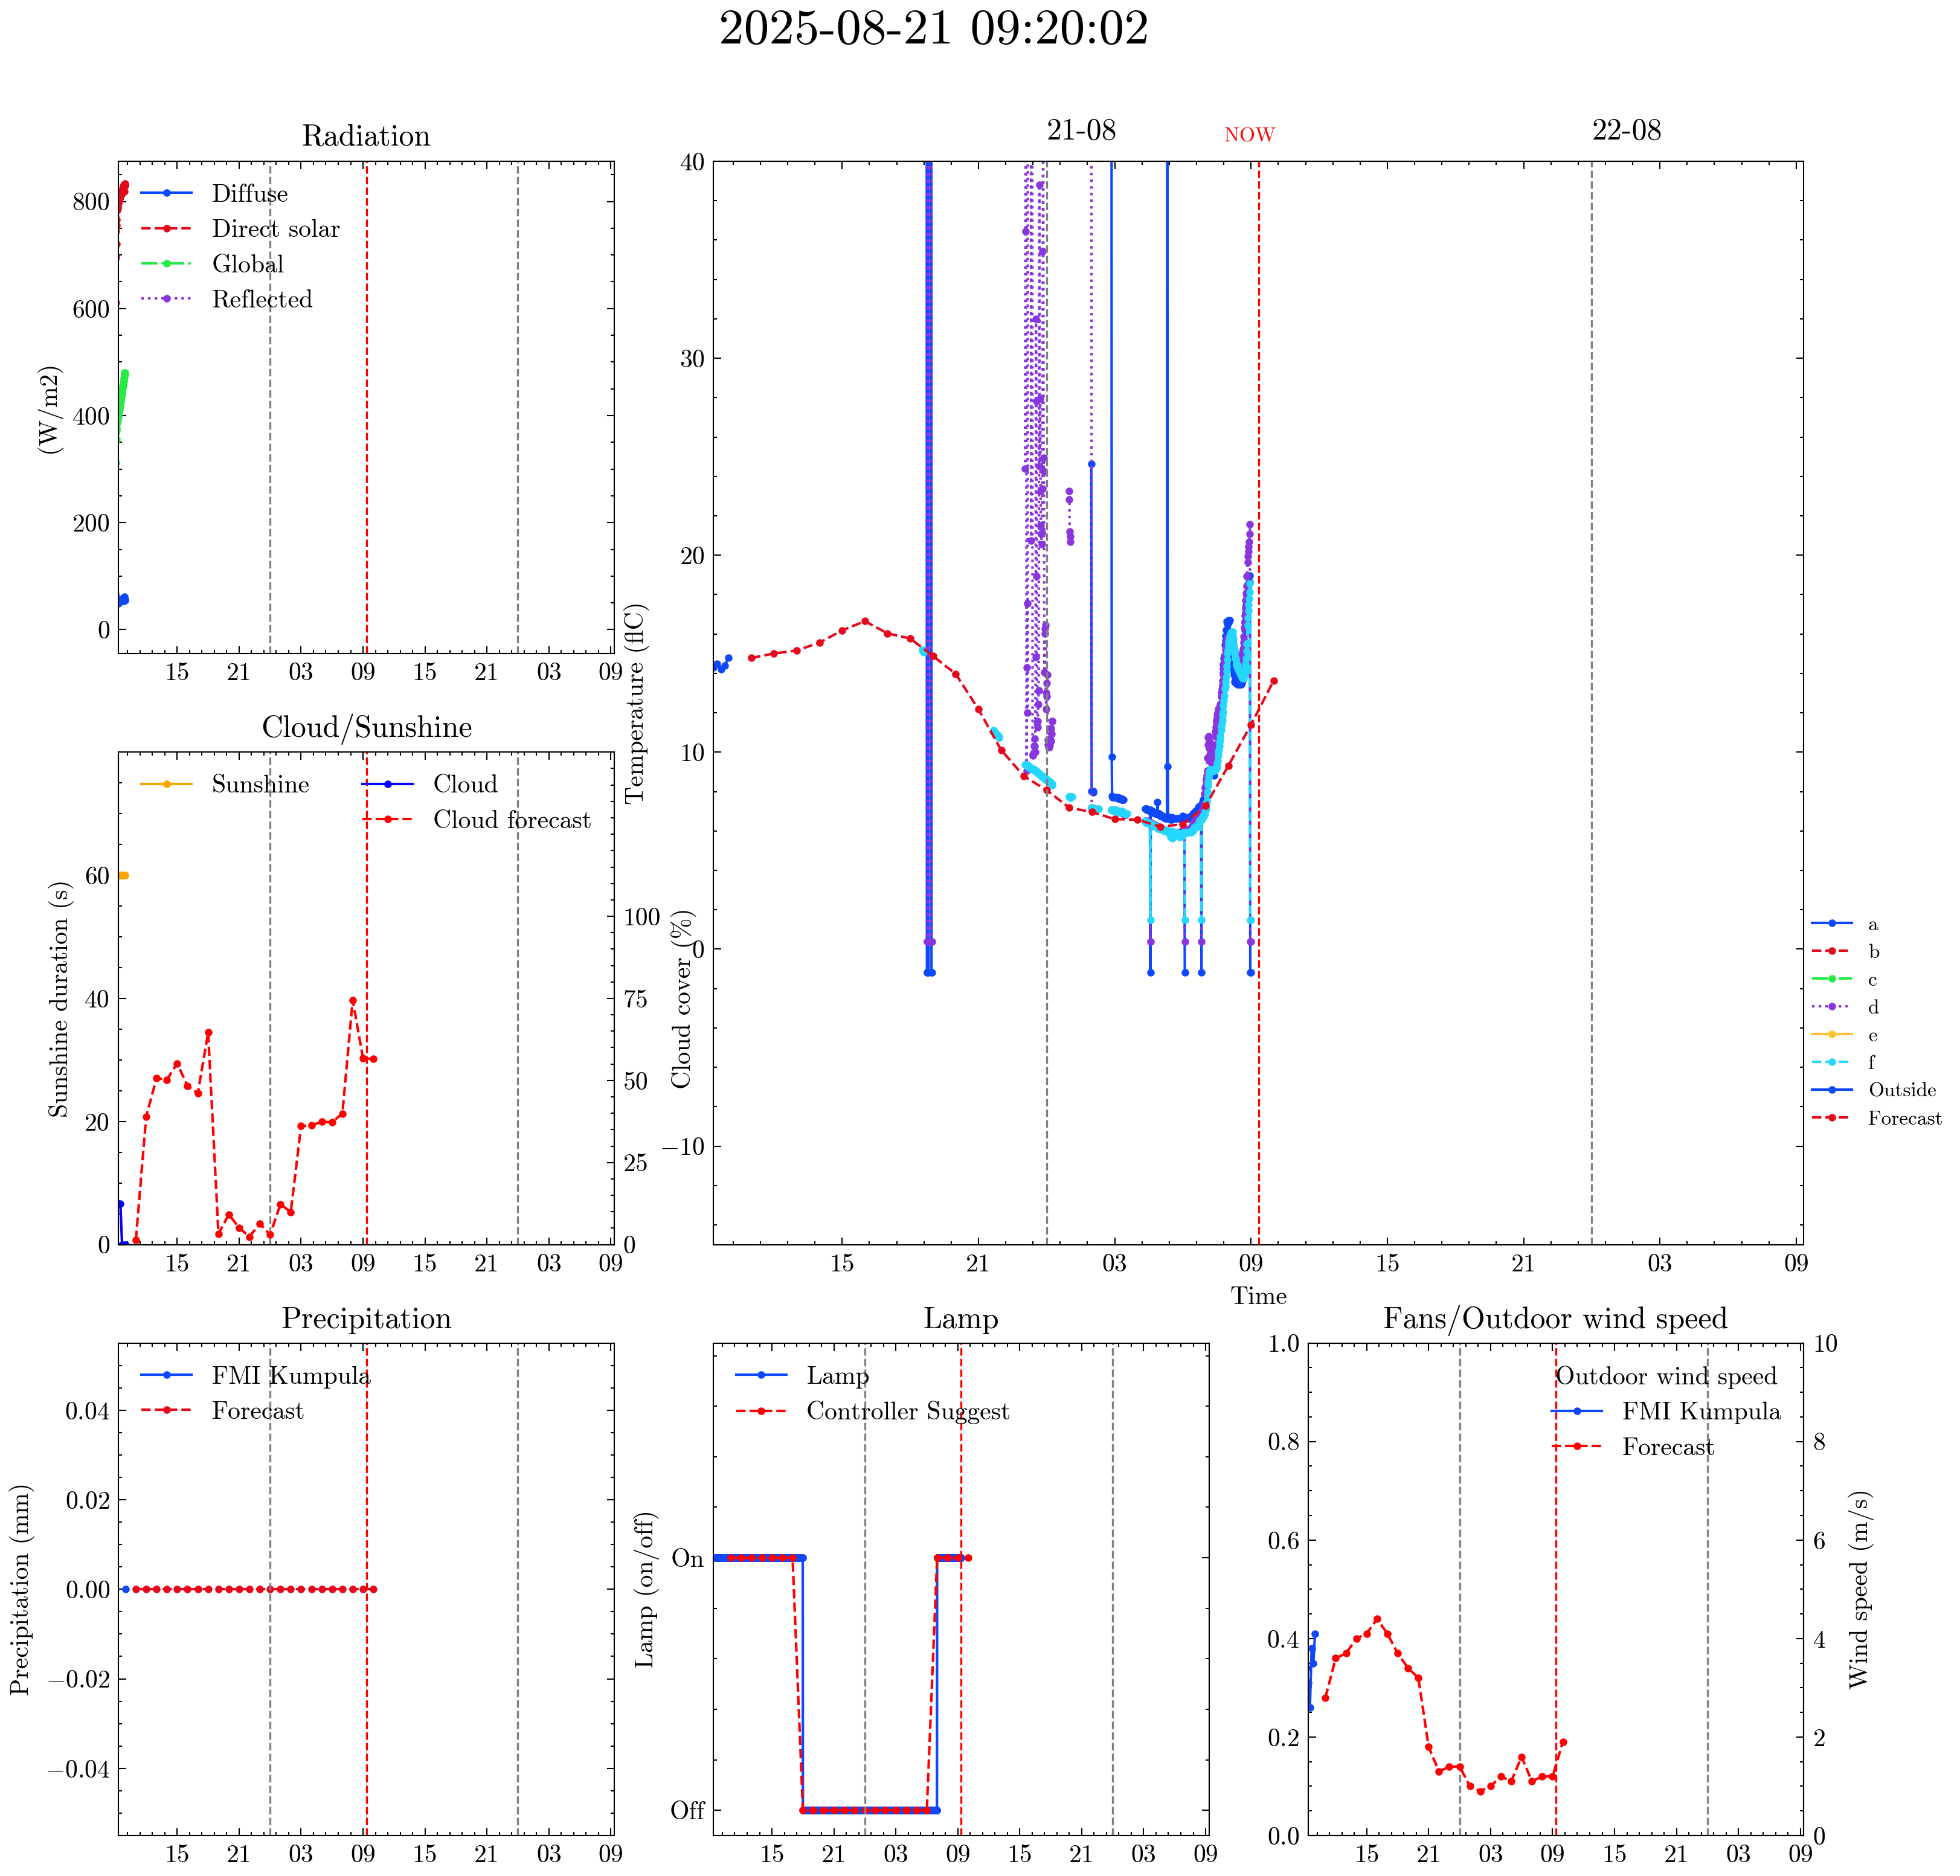 2025-08-21 09:20:02
Radiation
800
600
400
200
0
(W/m2)
Diffuse
Direct solar
Global
Reflected
15 21 03 09 15 21 03 09
Cloud/Sunshine
60
40
20
0
Sunshine duration (s)
Sunshine
Cloud
Cloud forecast
100
75
50
25
0
Cloud cover (%)
15 21 03 09 15 21 03 09
21-08
NOW
22-08
40
30
20
10
0
−10
Temperature (flC)
15 21 03 09 15 21 03 09
Time
a
b
c
d
e
f
Outside
Forecast
Precipitation
0.04
0.02
0.00
−0.02
−0.04
Precipitation (mm)
FMI Kumpula
Forecast
15 21 03 09 15 21 03 09
Lamp
On
Off
Lamp (on/off)
Lamp
Controller Suggest
15 21 03 09 15 21 03 09
Fans/Outdoor wind speed
1.0
0.8
0.6
0.4
0.2
0.0
Outdoor wind speed
FMI Kumpula
Forecast
10
8
6
4
2
0
Wind speed (m/s)
15 21 03 09 15 21 03 09